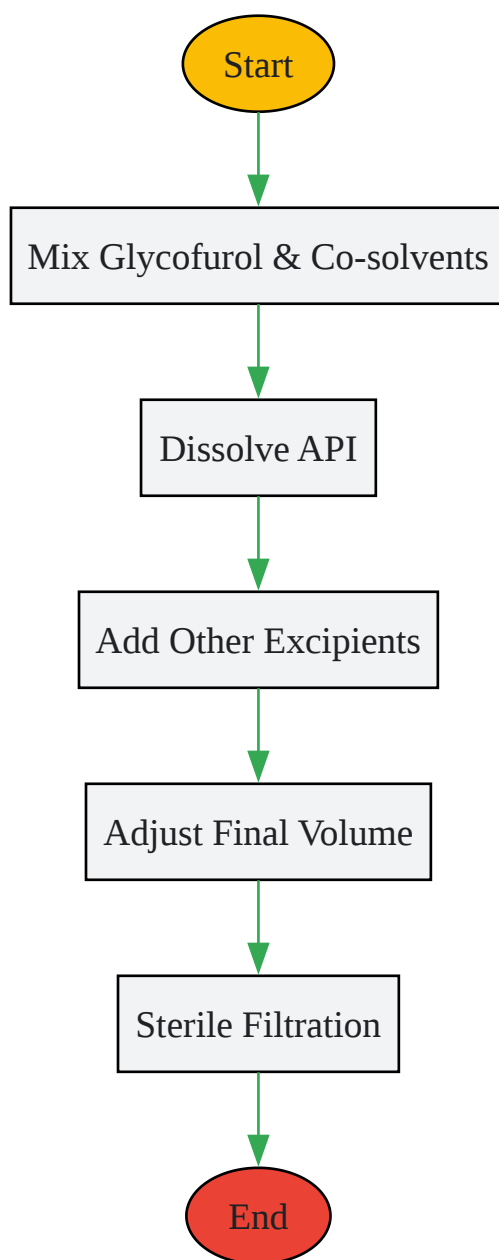 Start
Mix Glycofurol & Co-solvents
Dissolve API
Add Other Excipients
Adjust Final Volume
Sterile Filtration
End